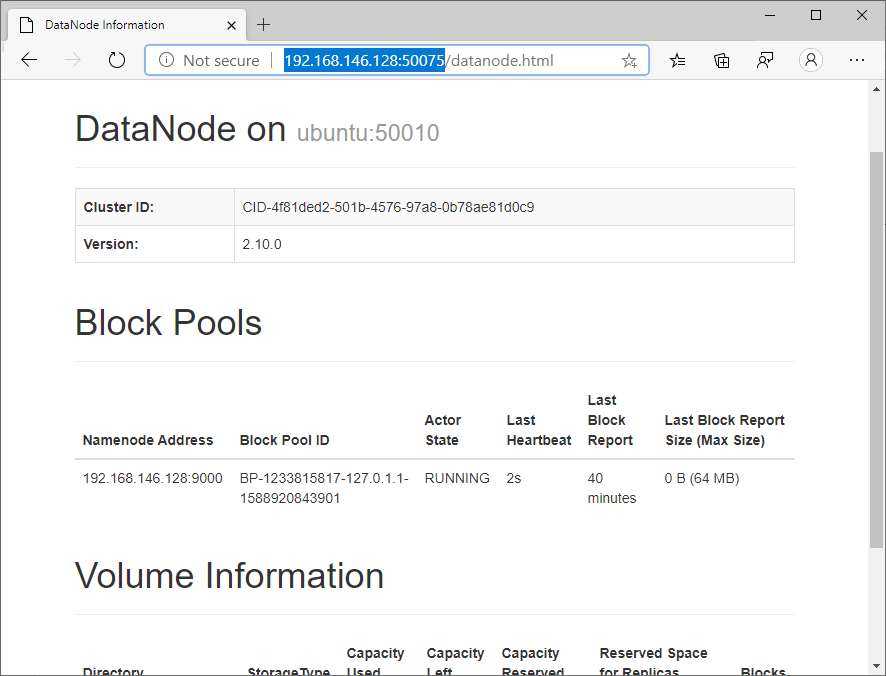 DataNode Information
Not secure | 192.168.146.128:50075/datanode.html
DataNode on ubuntu:50010
Cluster ID: CID-4f81ded2-501b-4576-97a8-0b78ae81d0c9
Version: 2.10.0
Block Pools
Namenode Address Block Pool ID Actor State Last Heartbeat Last Block Report Last Block Report Size (Max Size)
192.168.146.128:9000 BP-1233815817-127.0.1.1-1588920843901 RUNNING 2s 40 minutes 0 B (64 MB)
Volume Information
Directory StorageType Capacity Used Capacity Left Capacity Reserved Reserved Space for Replicas Blocks